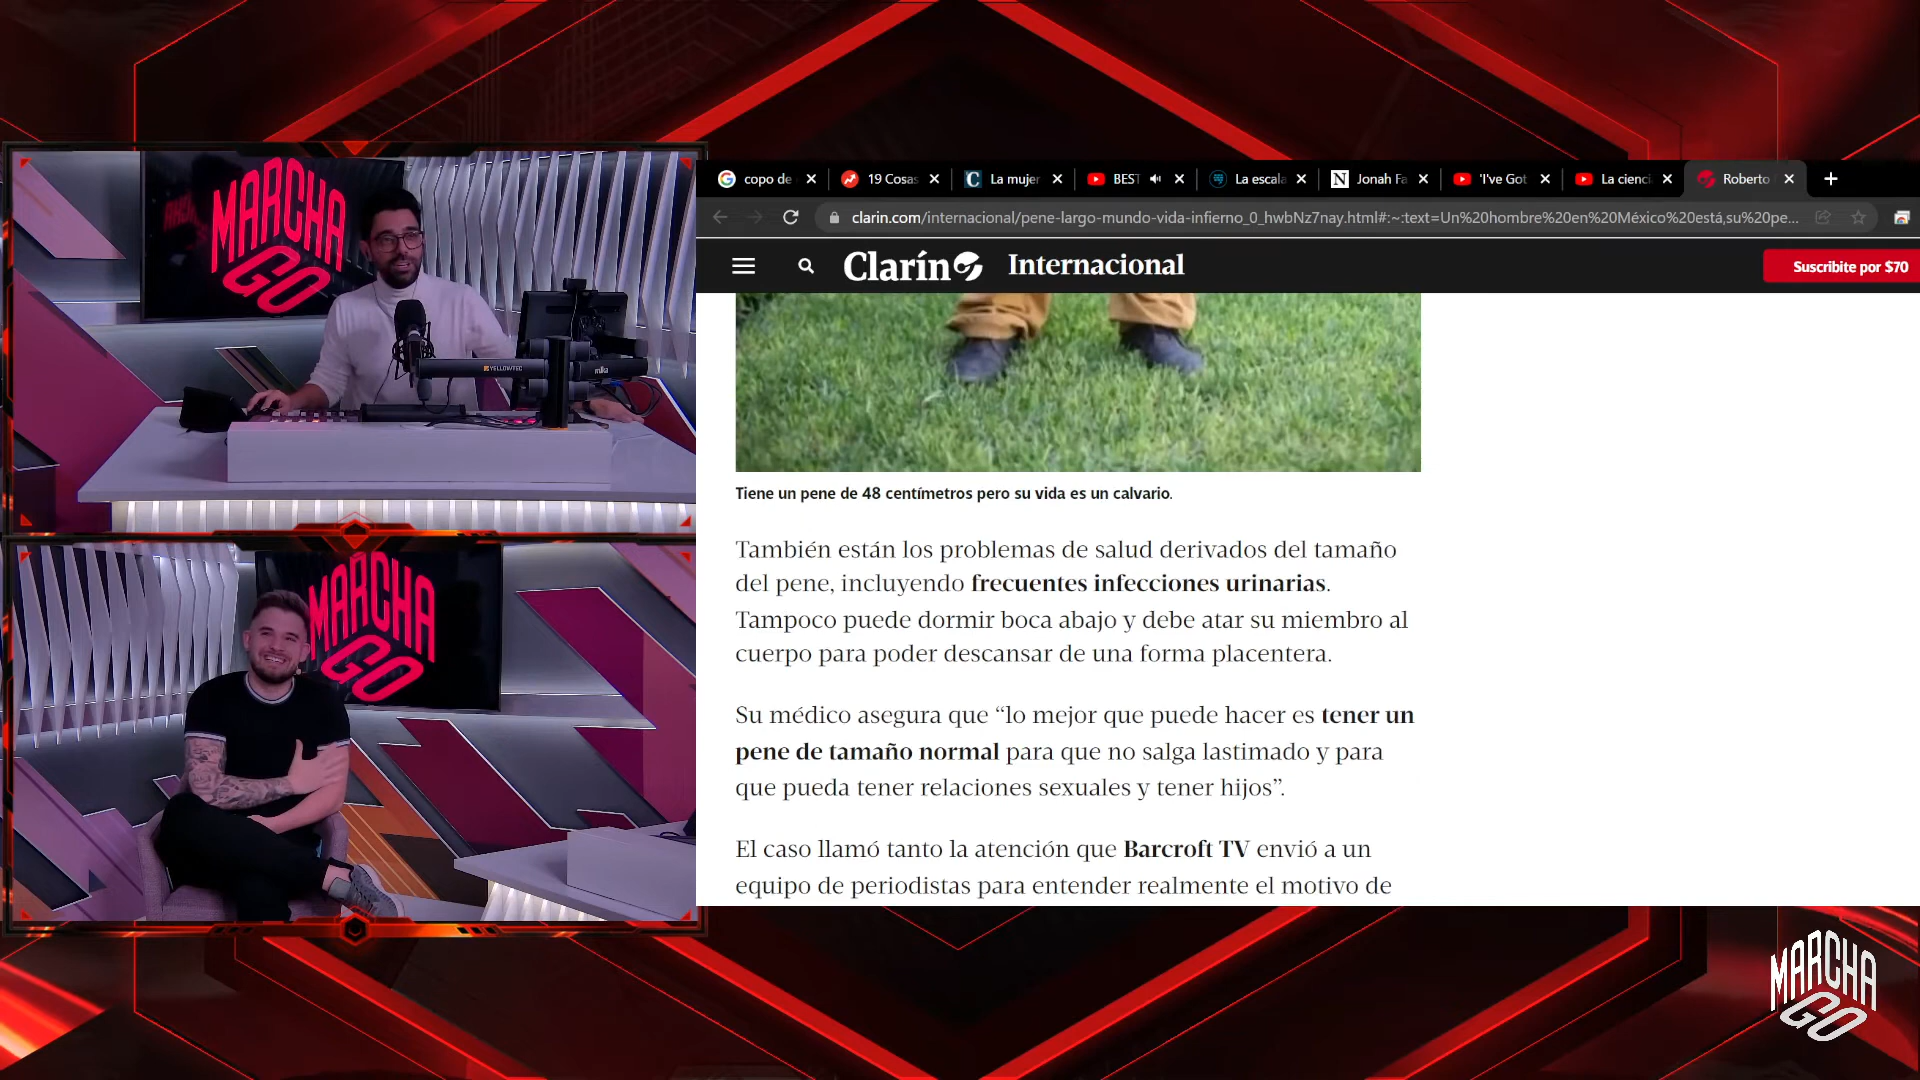 MARCHA
GO
YELLOWTEC
mika
MARCHA
GO
copo de
19 Cosas
La mujer
BEST
La escala
Jonah Fa
'I've Got
La cienci
Roberto
clarin.com/internacional/pene-largo-mundo-vida-infierno_0_hwbNz7nay.html#:~:text=Un%20hombre%20en%20México%20está,su%20pe...
Clarín Internacional
Suscribite por $70
Tiene un pene de 48 centímetros pero su vida es un calvario.
También están los problemas de salud derivados del tamaño
del pene, incluyendo frecuentes infecciones urinarias.
Tampoco puede dormir boca abajo y debe atar su miembro al
cuerpo para poder descansar de una forma placentera.
Su médico asegura que “lo mejor que puede hacer es tener un
pene de tamaño normal para que no salga lastimado y para
que pueda tener relaciones sexuales y tener hijos”.
El caso llamó tanto la atención que Barcroft TV envió a un
equipo de periodistas para entender realmente el motivo de
MARCHA
GO